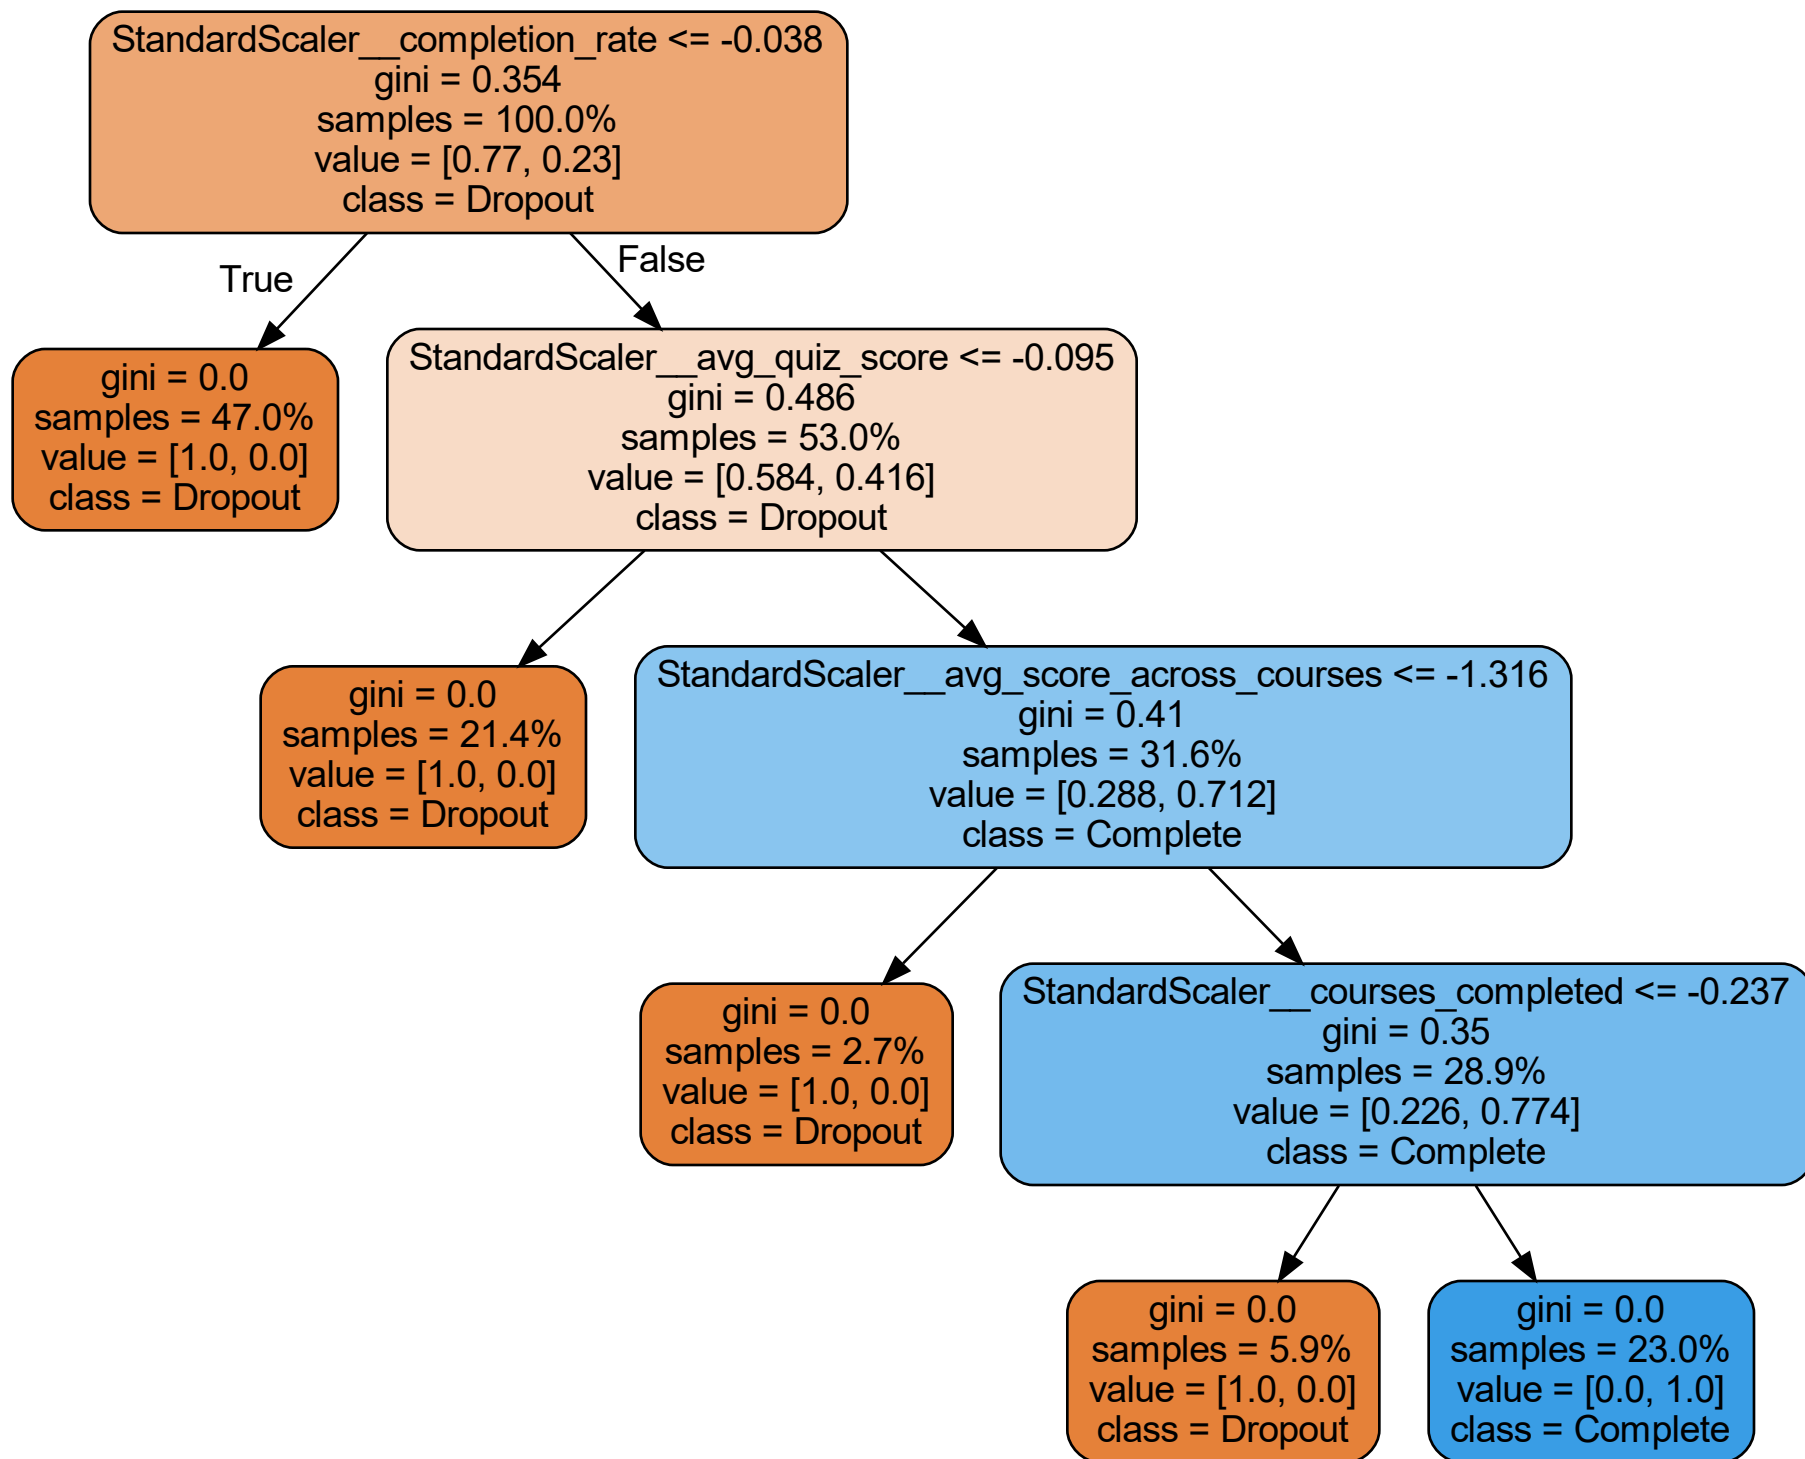 StandardScaler__completion_rate <= -0.038
gini = 0.354
samples = 100.0%
value = [0.77, 0.23]
class = Dropout
True
False
gini = 0.0
samples = 47.0%
value = [1.0, 0.0]
class = Dropout
StandardScaler__avg_quiz_score <= -0.095
gini = 0.486
samples = 53.0%
value = [0.584, 0.416]
class = Dropout
gini = 0.0
samples = 21.4%
value = [1.0, 0.0]
class = Dropout
StandardScaler__avg_score_across_courses <= -1.316
gini = 0.41
samples = 31.6%
value = [0.288, 0.712]
class = Complete
gini = 0.0
samples = 2.7%
value = [1.0, 0.0]
class = Dropout
StandardScaler__courses_completed <= -0.237
gini = 0.35
samples = 28.9%
value = [0.226, 0.774]
class = Complete
gini = 0.0
samples = 5.9%
value = [1.0, 0.0]
class = Dropout
gini = 0.0
samples = 23.0%
value = [0.0, 1.0]
class = Complete